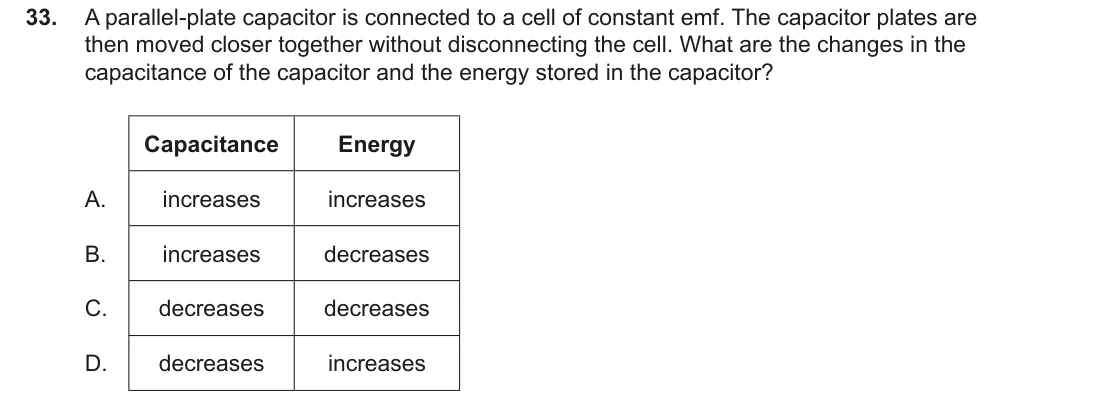 33. A parallel-plate capacitor is connected to a cell of constant emf. The capacitor plates are
then moved closer together without disconnecting the cell. What are the changes in the
capacitance of the capacitor and the energy stored in the capacitor?
Capacitance Energy
A. increases increases
B. increases decreases
C. decreases decreases
D. decreases increases